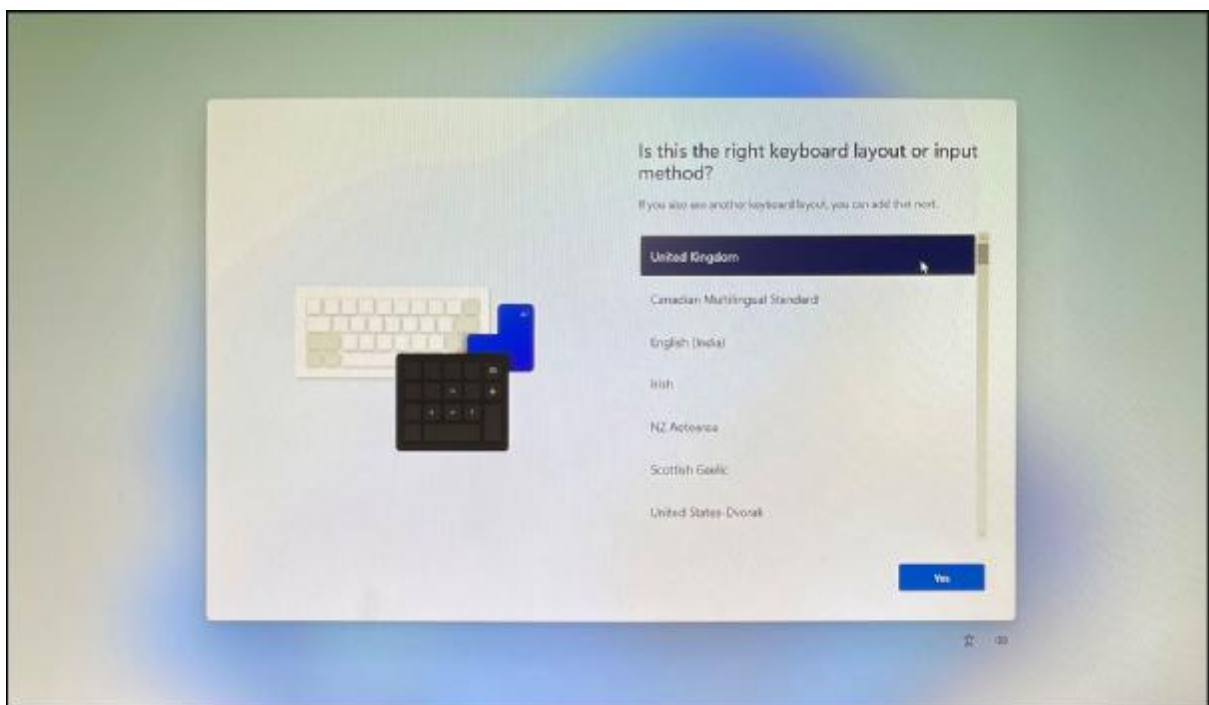 Is this the right keyboard layout or input
method?
If you also use another keyboard layout, you can add that next.
United Kingdom
Canadian Multilingual Standard
English (India)
Irish
NZ Aotearoa
Scottish Gaelic
United States-Dvorak
Yes